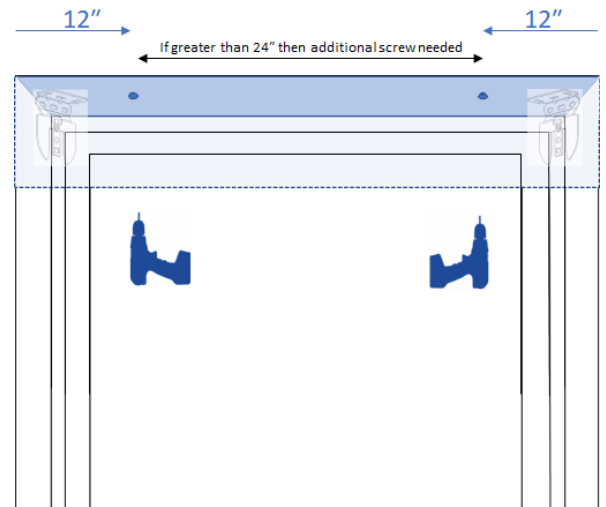 12” 12”
If greater than 24” then additional screw needed